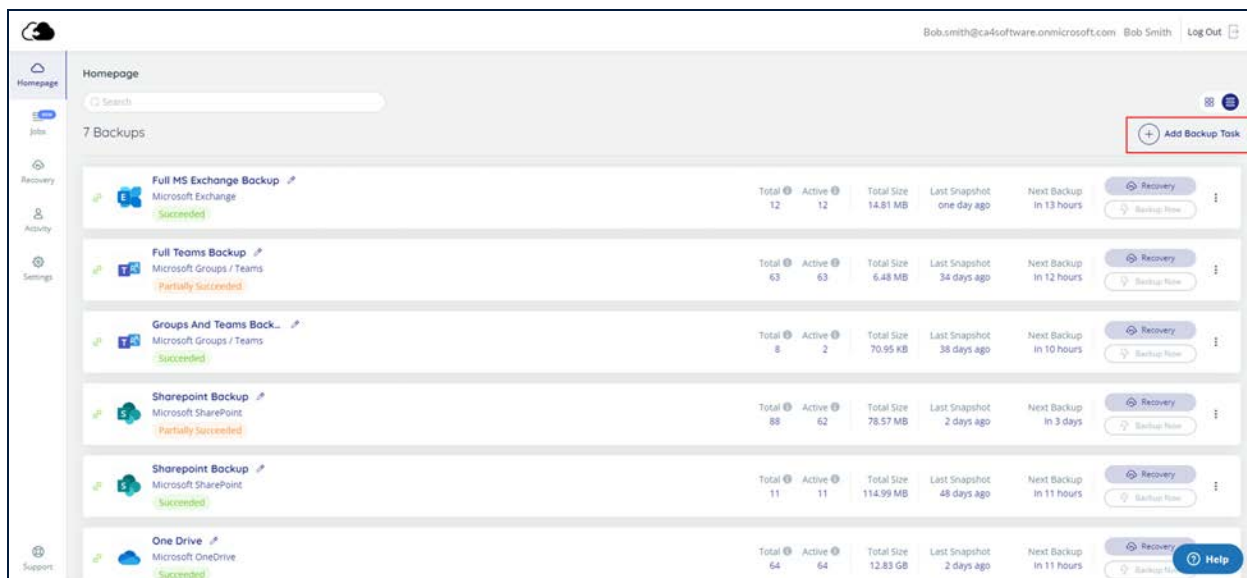 Bob.smith@ca4software.onmicrosoft.com Bob Smith Log Out
Homepage
Jobs
Recovery
Activity
Settings
Support
Homepage
Search
7 Backups
Add Backup Task
Full MS Exchange Backup
Microsoft Exchange
Succeeded
Total Active Total Size Last Snapshot Next Backup
12 12 14.81 MB one day ago In 13 hours
Recovery
Backup Now
Full Teams Backup
Microsoft Groups / Teams
Partially Succeeded
Total Active Total Size Last Snapshot Next Backup
63 63 6.48 MB 34 days ago In 12 hours
Recovery
Backup Now
Groups And Teams Back...
Microsoft Groups / Teams
Succeeded
Total Active Total Size Last Snapshot Next Backup
8 2 70.95 KB 38 days ago In 10 hours
Recovery
Backup Now
Sharepoint Backup
Microsoft SharePoint
Partially Succeeded
Total Active Total Size Last Snapshot Next Backup
88 62 78.57 MB 2 days ago In 3 days
Recovery
Backup Now
Sharepoint Backup
Microsoft SharePoint
Succeeded
Total Active Total Size Last Snapshot Next Backup
11 11 114.99 MB 48 days ago In 11 hours
Recovery
Backup Now
One Drive
Microsoft OneDrive
Succeeded
Total Active Total Size Last Snapshot Next Backup
64 64 12.83 GB 2 days ago In 11 hours
Recovery
Backup
Help